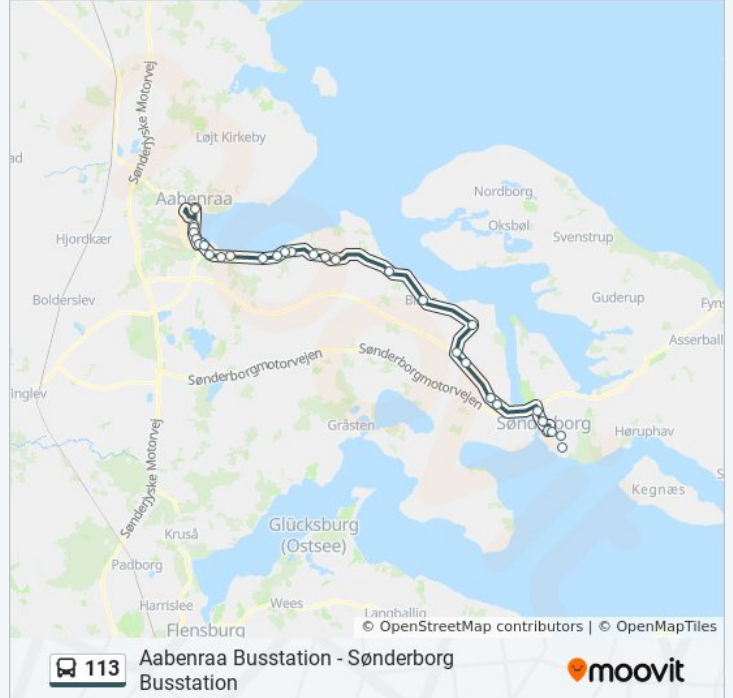 Løjt Kirkeby
Sønderjyske Motorvej
Aabenraa
Nordborg
Oksbøl
Svenstrup
Hjordkær
Bolderslev
Guderup
Fyns
Asserball
Sønderborgmotorvejen
Sønderborgmotorvejen
Tinglev
Gråsten
Sønderborg
Høruphav
Kegnæs
Sønderjyske Motorvej
Glücksburg
(Ostsee)
Kruså
Padborg
Harrislee
Wees
Langballig
Flensburg
© OpenStreetMap contributors | © OpenMapTiles
113
Aabenraa Busstation - Sønderborg
Busstation
moovit